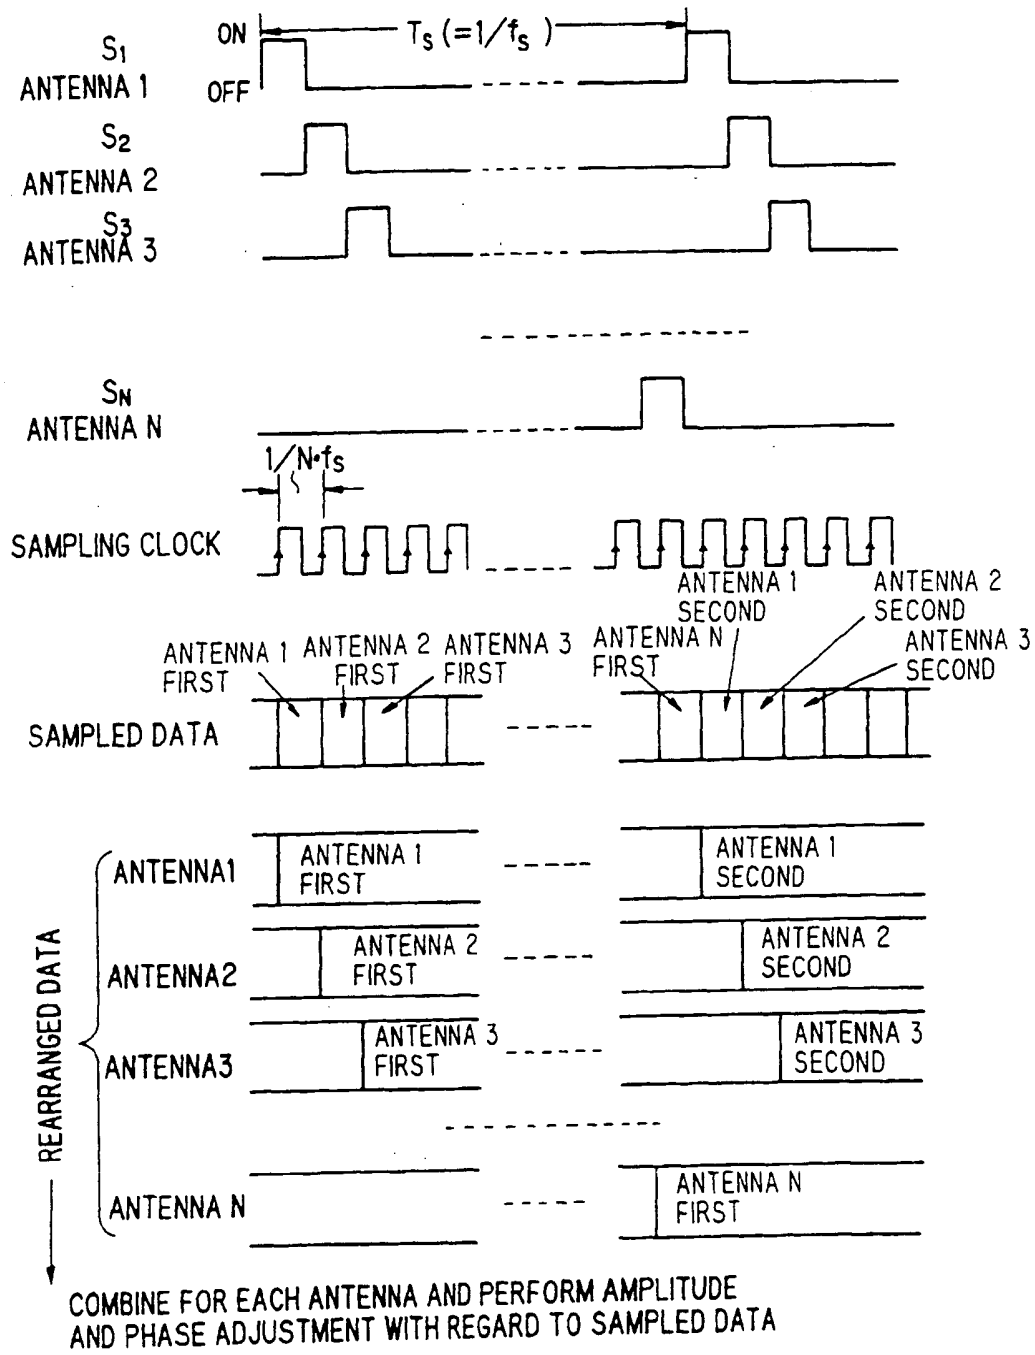 ON
Ts (=1/fs)
S1
ANTENNA 1
OFF
S2
ANTENNA 2
S3
ANTENNA 3
SN
ANTENNA N
1/N•fs
SAMPLING CLOCK
ANTENNA 1
SECOND
ANTENNA 2
SECOND
ANTENNA 1
FIRST
ANTENNA 2
FIRST
ANTENNA 3
FIRST
ANTENNA N
FIRST
ANTENNA 3
SECOND
SAMPLED DATA
REARRANGED DATA
ANTENNA1
ANTENNA 1
FIRST
ANTENNA 1
SECOND
ANTENNA2
ANTENNA 2
FIRST
ANTENNA 2
SECOND
ANTENNA3
ANTENNA 3
FIRST
ANTENNA 3
SECOND
ANTENNA N
ANTENNA N
FIRST
COMBINE FOR EACH ANTENNA AND PERFORM AMPLITUDE
AND PHASE ADJUSTMENT WITH REGARD TO SAMPLED DATA